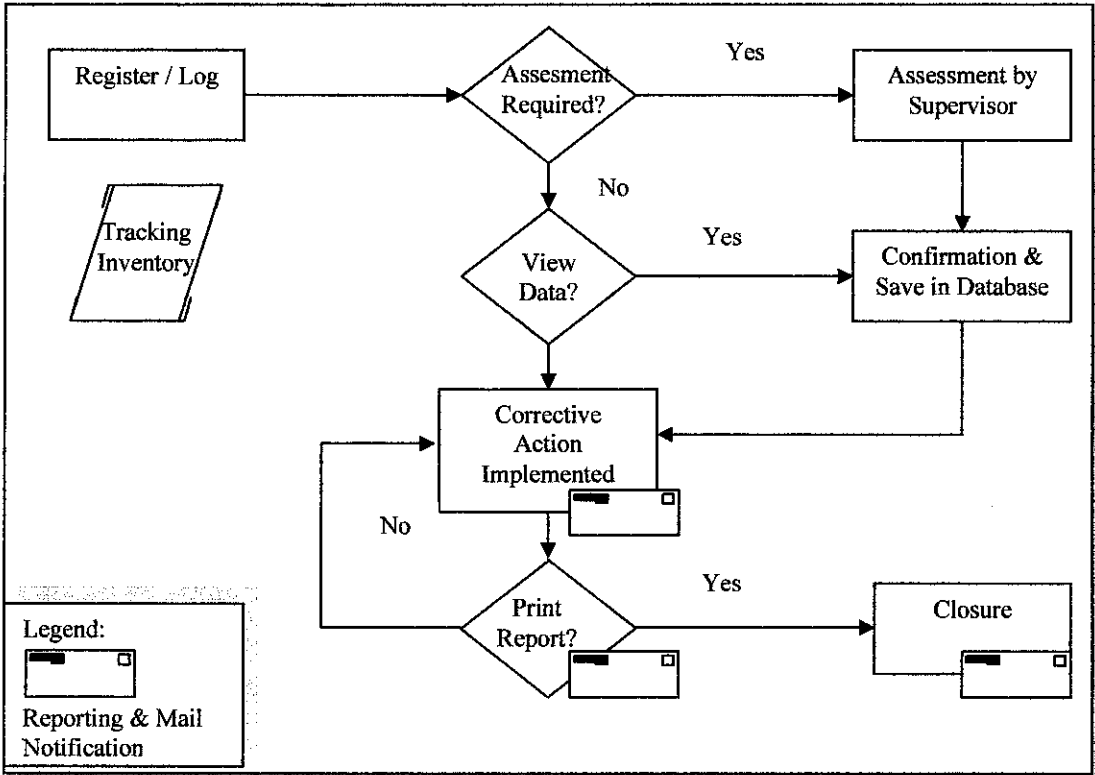 Register / Log
Assesment
Required?
Yes
Assessment by
Supervisor
No
Tracking
Inventory
View
Data?
Yes
Confirmation &
Save in Database
Corrective
Action
Implemented
No
Print
Report?
Yes
Closure
Legend:
Reporting & Mail
Notification